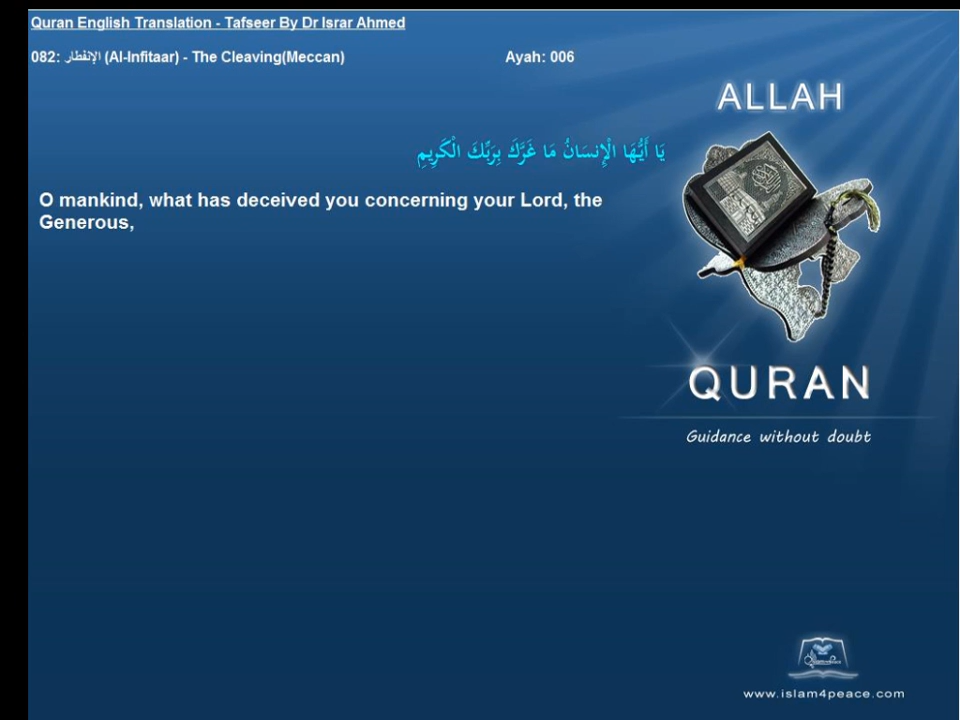 Quran English Translation - Tafseer By Dr Israr Ahmed
082: الإنفطار (Al-Infitaar) - The Cleaving(Meccan) Ayah: 006
ALLAH
يَا أَيُّهَا الْإِنسَانُ مَا غَرَّكَ بِرَبِّكَ الْكَرِيمِ
O mankind, what has deceived you concerning your Lord, the
Generous,
QURAN
Guidance without doubt
www.islam4peace.com